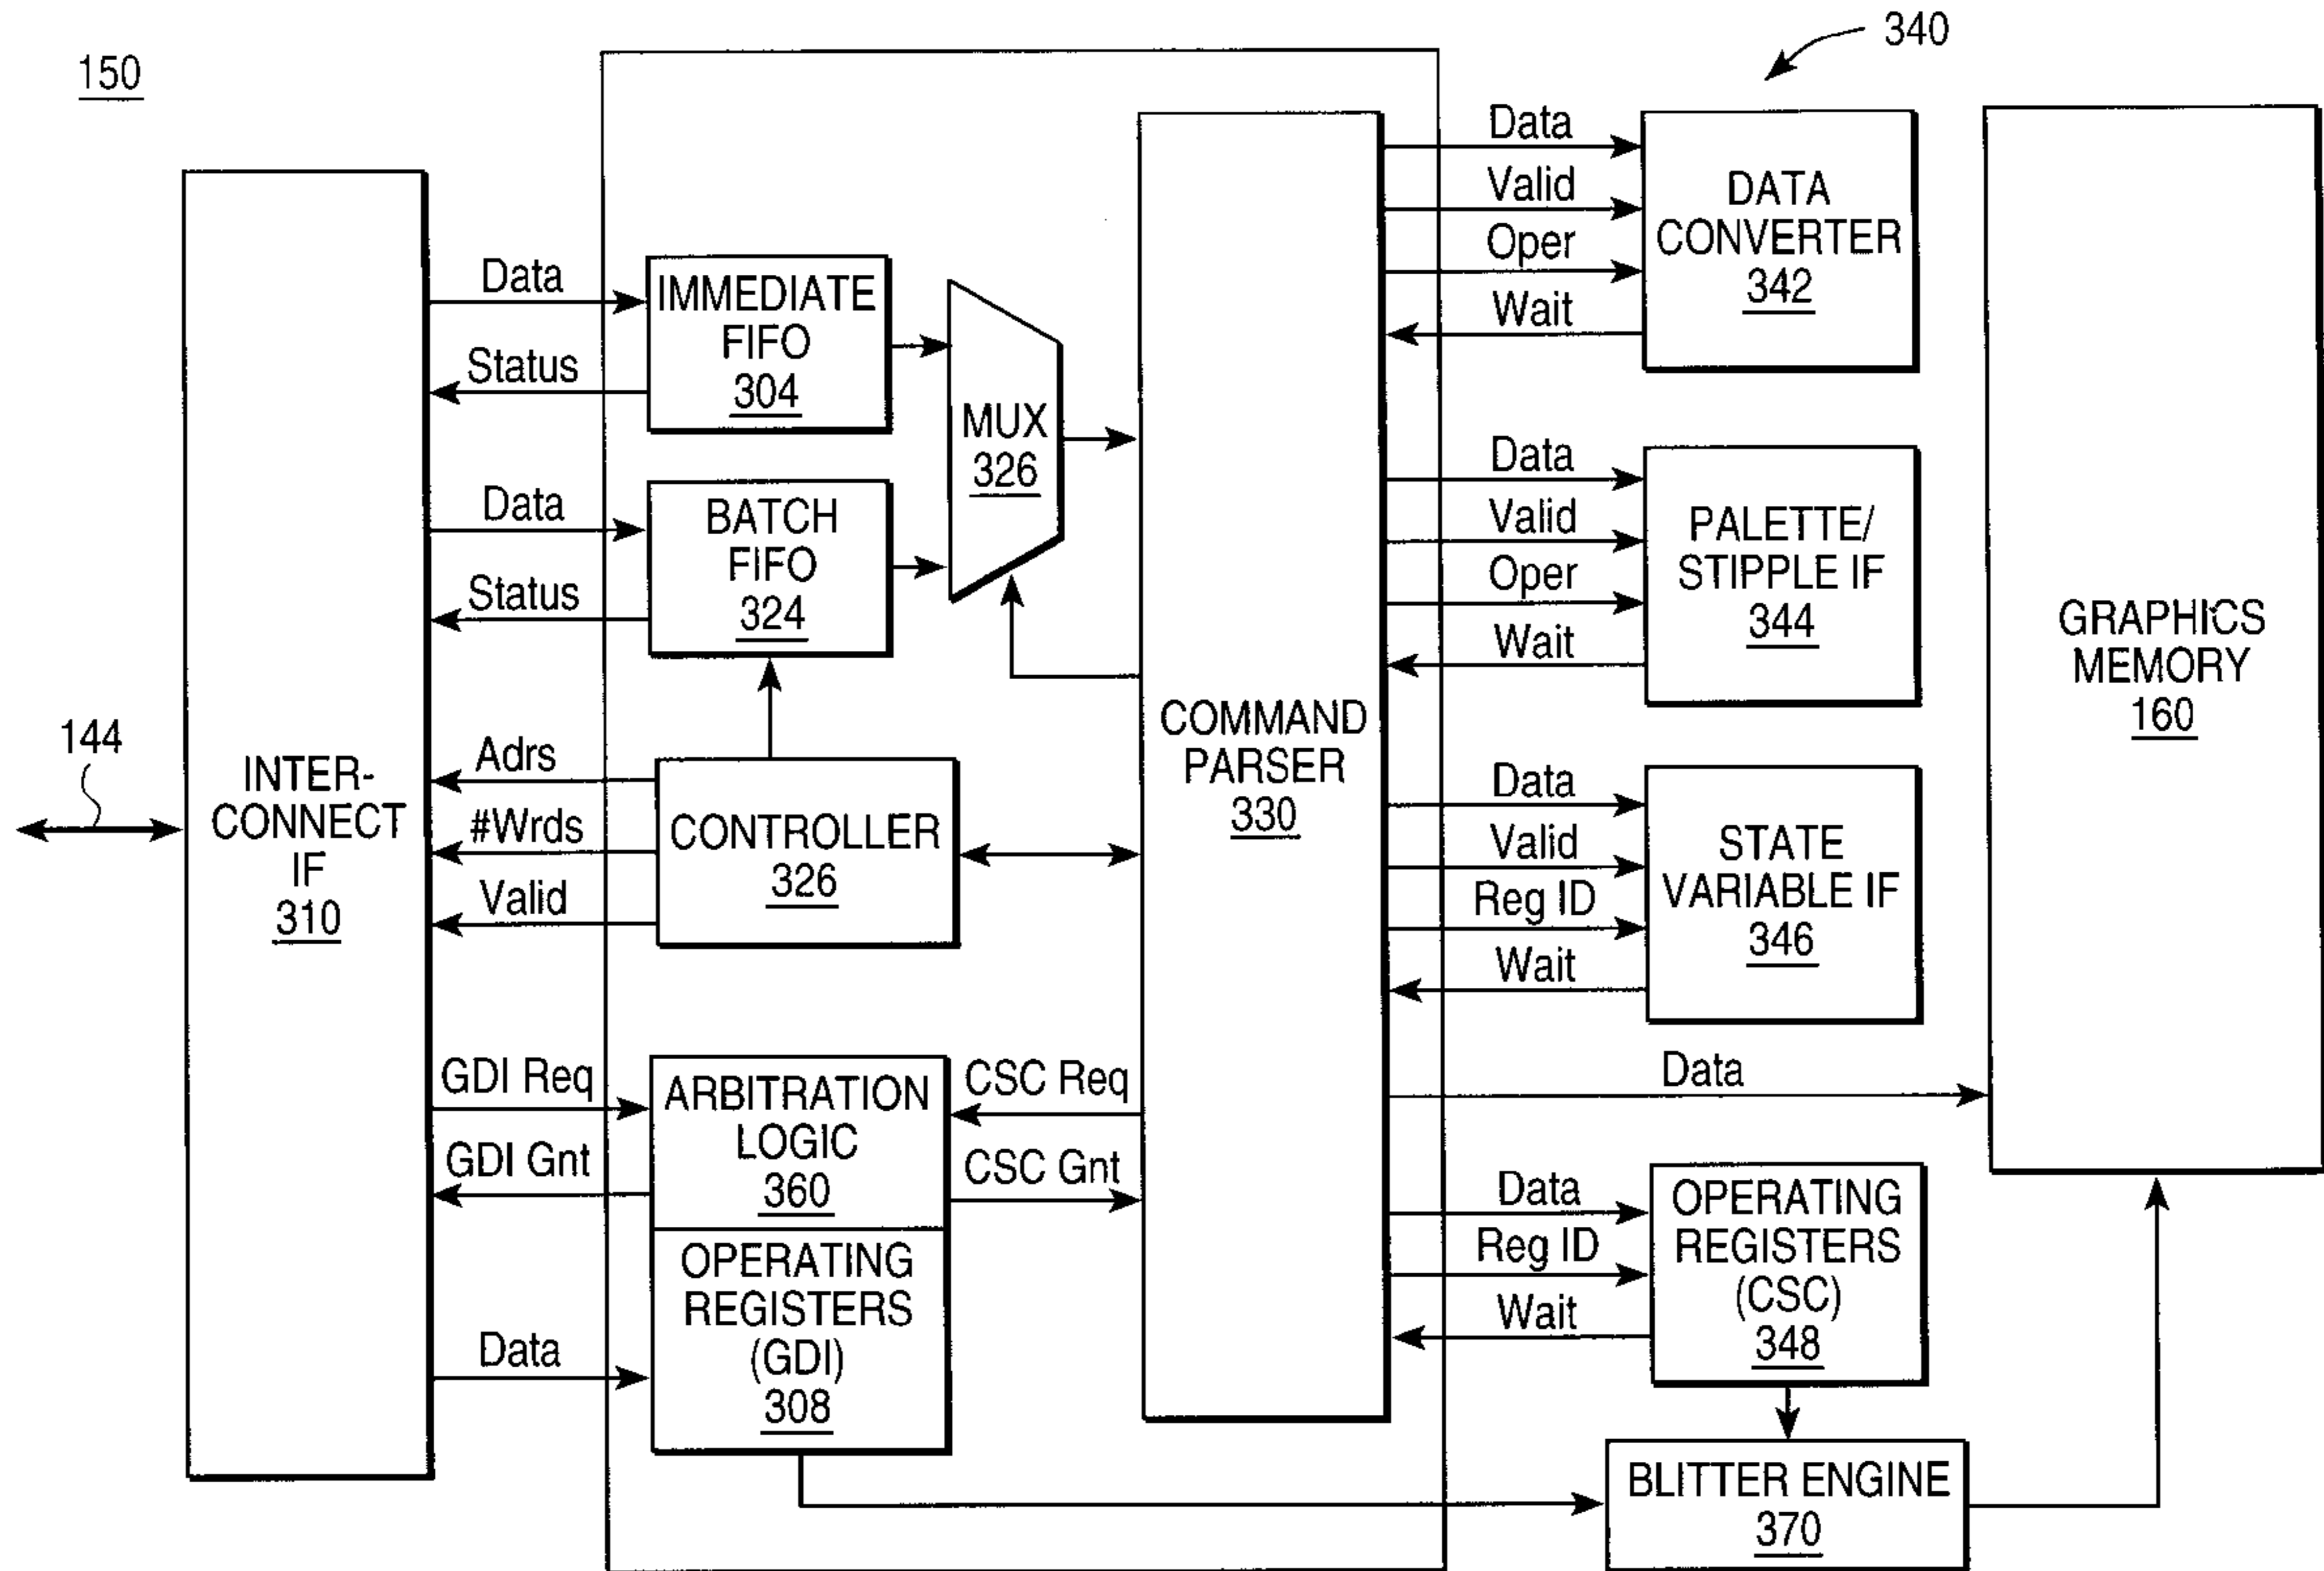 150
340
144
INTER-
CONNECT
IF
310
Data
Status
Data
Status
Adrs
#Wrds
Valid
GDI Req
GDI Gnt
Data
IMMEDIATE
FIFO
304
BATCH
FIFO
324
MUX
326
CONTROLLER
326
ARBITRATION
LOGIC
360
OPERATING
REGISTERS
(GDI)
308
CSC Req
CSC Gnt
COMMAND
PARSER
330
Data
Valid
Oper
Wait
DATA
CONVERTER
342
Data
Valid
Oper
Wait
PALETTE/
STIPPLE IF
344
Data
Valid
Reg ID
Wait
STATE
VARIABLE IF
346
Data
Data
Reg ID
Wait
OPERATING
REGISTERS
(CSC)
348
BLITTER ENGINE
370
GRAPHICS
MEMORY
160